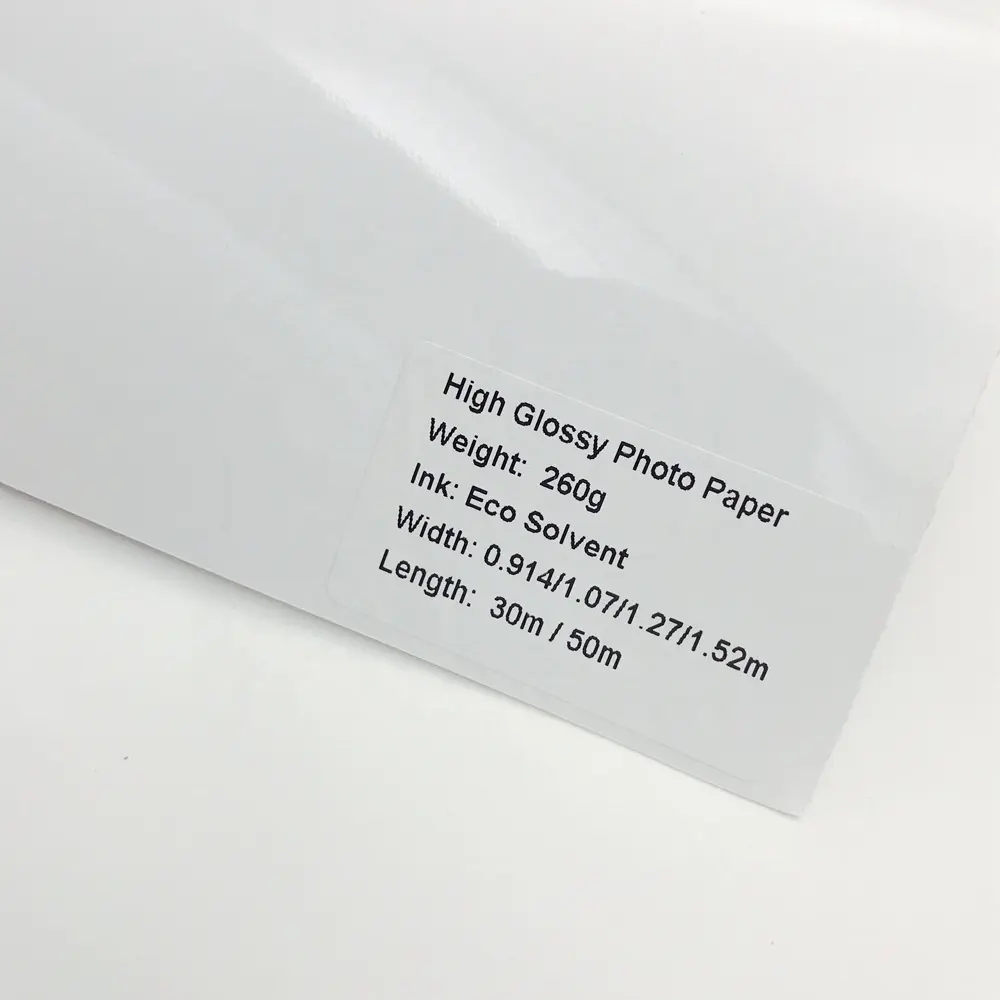 High Glossy Photo Paper
Weight: 260g
Ink: Eco Solvent
Width: 0.914/1.07/1.27/1.52m
Length: 30m / 50m